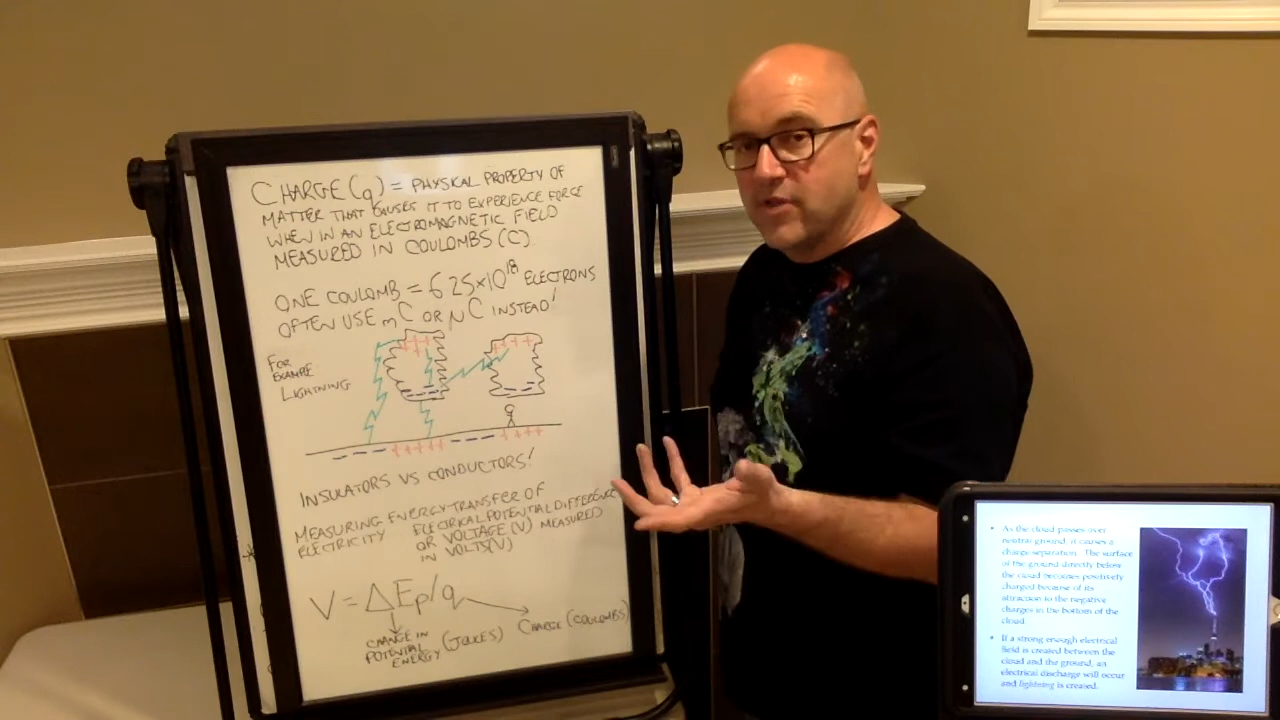 CHARGE (q) = PHYSICAL PROPERTY OF
MATTER THAT CAUSES IT TO EXPERIENCE FORCE
WHEN IN AN ELECTROMAGNETIC FIELD
MEASURED IN COULOMBS (C)
ONE COULOMB = 6.25×10¹⁸ ELECTRONS
OFTEN USE mC OR μC INSTEAD!
FOR
EXAMPLE
LIGHTNING
INSULATORS VS CONDUCTORS!
MEASURING ENERGY TRANSFER OF
ELECTRICITY
ELECTRICAL POTENTIAL DIFFERENCE
OR VOLTAGE (V) MEASURED
IN VOLTS (V)
V = ΔEp/q
CHANGE IN
POTENTIAL
ENERGY (JOULES)
CHARGE (COULOMBS)
• As the cloud passes over
neutral ground, it causes a
charge separation. The surface
of the ground directly below
the cloud becomes positively
charged because of its
attraction to the negative
charges in the bottom of the
cloud.
• If a strong enough electrical
field is created between the
cloud and the ground, an
electrical discharge will occur
and lightning is created.